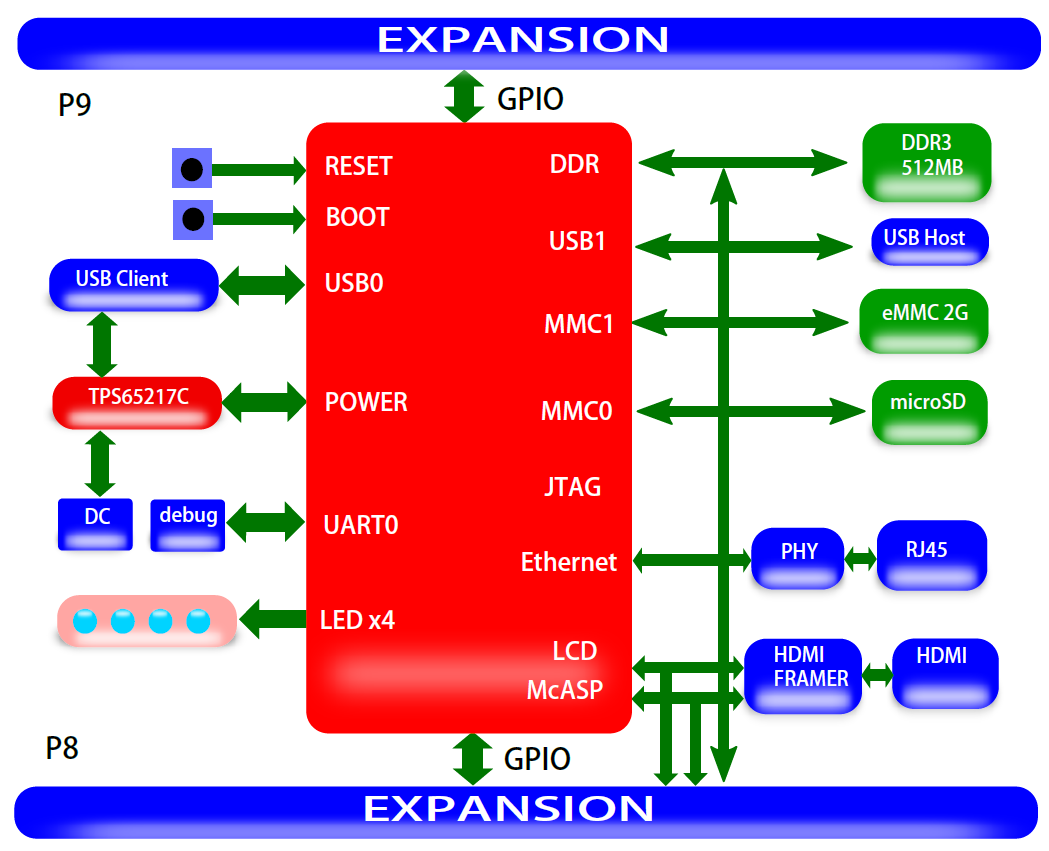 EXPANSION
P9
GPIO
RESET
BOOT
USB Client
USB0
TPS65217C
POWER
DC
debug
UART0
LED x4
DDR
DDR3
512MB
USB1
USB Host
MMC1
eMMC 2G
MMC0
microSD
JTAG
Ethernet
PHY
RJ45
LCD
McASP
HDMI
FRAMER
HDMI
P8
GPIO
EXPANSION